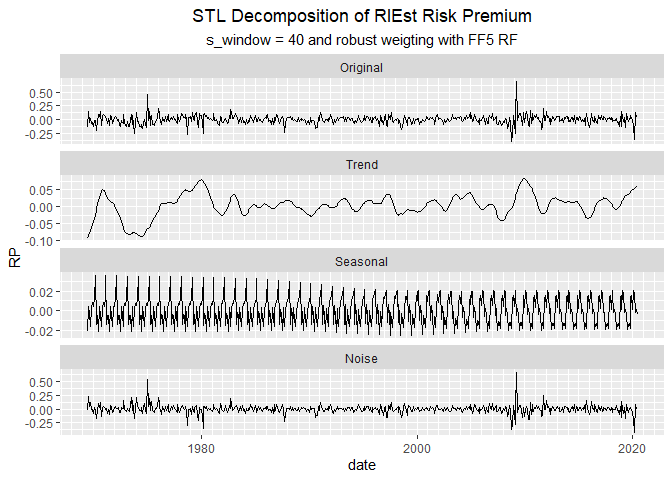 STL Decomposition of RlEst Risk Premium
s_window = 40 and robust weigting with FF5 RF
Original
0.50
0.25
0.00
-0.25
Trend
0.05
0.00
-0.05
-0.10
RP
Seasonal
0.02
0.00
-0.02
Noise
0.50
0.25
0.00
-0.25
1980 2000 2020
date